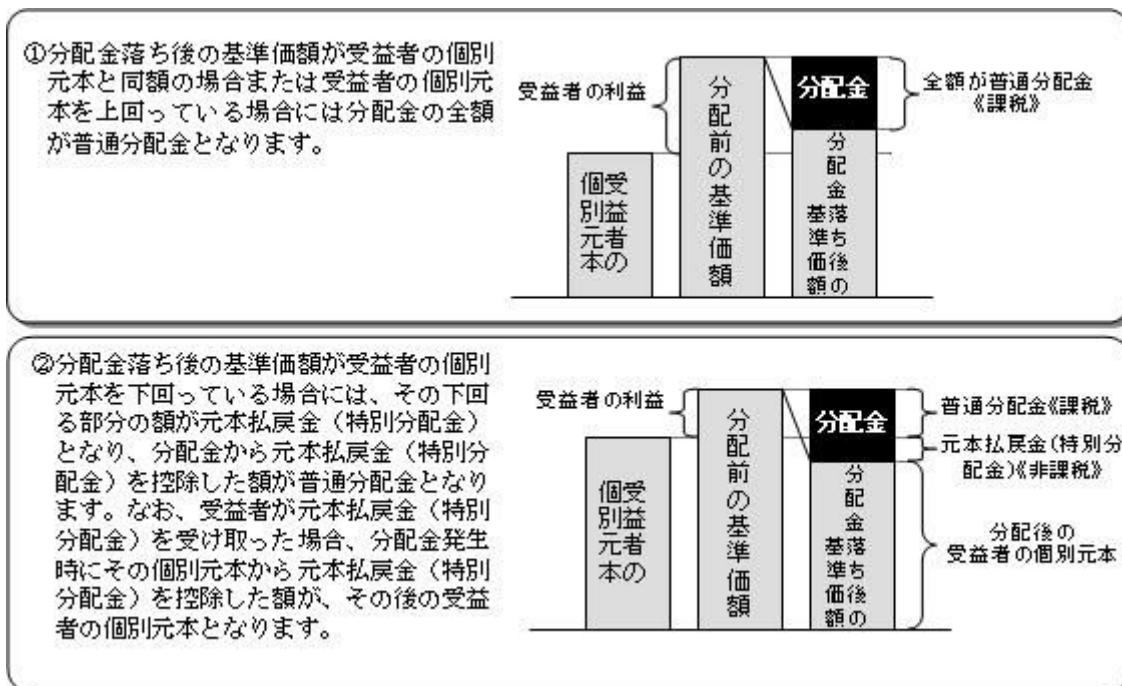 ①分配金落ち後の基準価額が受益者の個別
元本と同額の場合または受益者の個別元
本を上回っている場合には分配金の全額
が普通分配金となります。
受益者の利益
個別元本
受益者の
分配前の基準価額
分配金
基準価額
分配金落ち後の
全額が普通分配金
《課税》
②分配金落ち後の基準価額が受益者の個別
元本を下回っている場合には、その下回
る部分の額が元本払戻金（特別分配金）
となり、分配金から元本払戻金（特別分
配金）を控除した額が普通分配金となり
ます。なお、受益者が元本払戻金（特別
分配金）を受け取った場合、分配金発生
時にその個別元本から元本払戻金（特別
分配金）を控除した額が、その後の受益
者の個別元本となります。
受益者の利益
受益者の
個別元本
分配前の基準価額
分配金
分配金落ち後の
基準価額
普通分配金《課税》
元本払戻金(特別分
配金)《非課税》
分配後の
受益者の個別元本